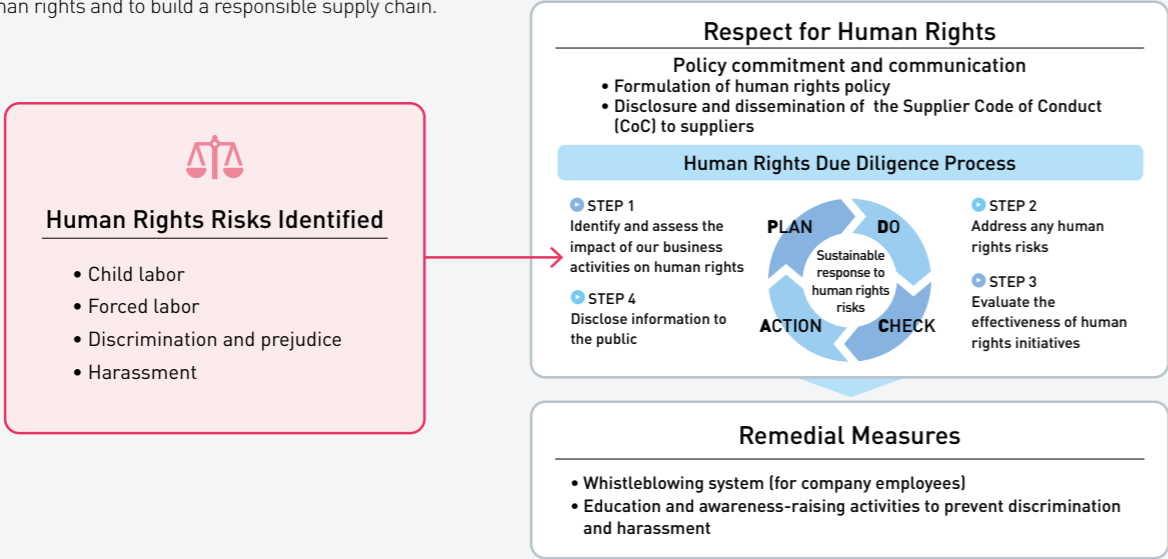 man rights and to build a responsible supply chain.
Human Rights Risks Identified
• Child labor
• Forced labor
• Discrimination and prejudice
• Harassment
Respect for Human Rights
Policy commitment and communication
• Formulation of human rights policy
• Disclosure and dissemination of the Supplier Code of Conduct
(CoC) to suppliers
Human Rights Due Diligence Process
STEP 1
Identify and assess the
impact of our business
activities on human rights
STEP 4
Disclose information to
the public
PLAN
DO
Sustainable
response to
human rights
risks
ACTION
CHECK
STEP 2
Address any human
rights risks
STEP 3
Evaluate the
effectiveness of human
rights initiatives
Remedial Measures
• Whistleblowing system (for company employees)
• Education and awareness-raising activities to prevent discrimination
and harassment